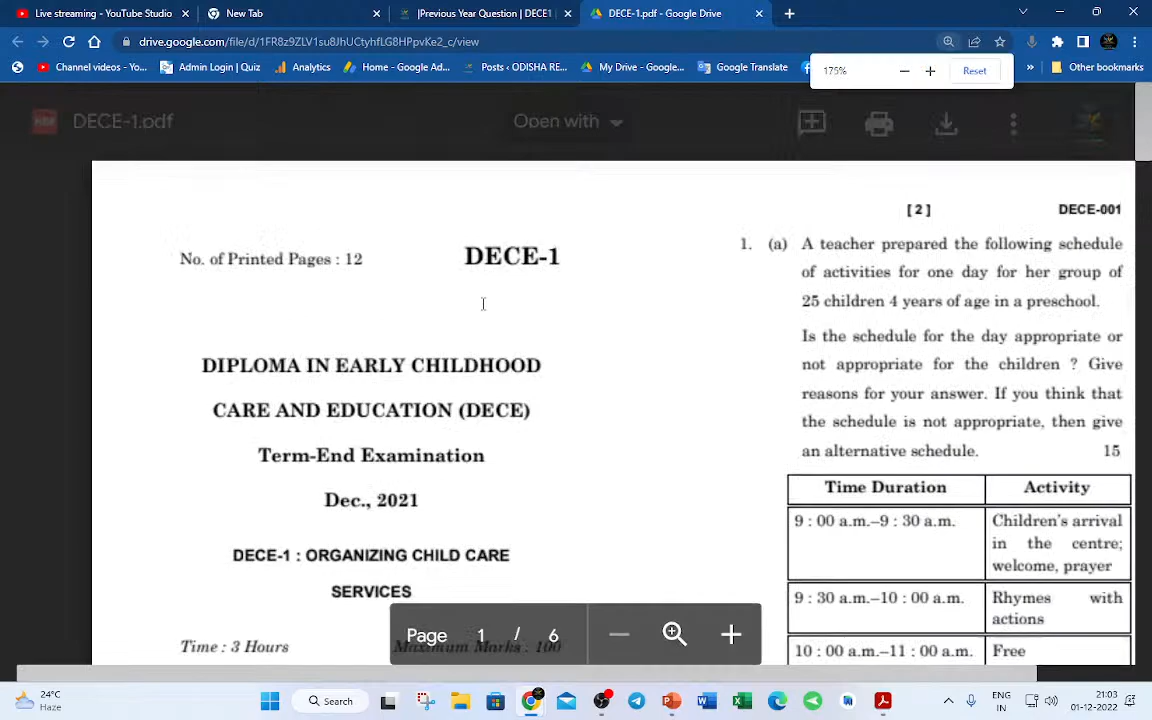 Live streaming - YouTube Studio
New Tab
|Previous Year Question | DECE1
DECE-1.pdf - Google Drive
drive.google.com/file/d/1FR8z9ZLV1su8JhUCtyhfLG8HPpvKe2_c/view
Channel videos - Yo...
Admin Login | Quiz
Analytics
Home - Google Ad...
Posts ‹ ODISHA RE...
My Drive - Google...
Google Translate
»
Other bookmarks
175%
Reset
DECE-1.pdf
Open with
No. of Printed Pages : 12
DECE-1
DIPLOMA IN EARLY CHILDHOOD
CARE AND EDUCATION (DECE)
Term-End Examination
Dec., 2021
DECE-1 : ORGANIZING CHILD CARE
SERVICES
Time : 3 Hours
Maximum Marks : 100
[ 2 ]
DECE-001
1. (a) A teacher prepared the following schedule
of activities for one day for her group of
25 children 4 years of age in a preschool.
Is the schedule for the day appropriate or
not appropriate for the children ? Give
reasons for your answer. If you think that
the schedule is not appropriate, then give
an alternative schedule. 15
Time Duration
Activity
9 : 00 a.m.–9 : 30 a.m.
Children's arrival
in the centre;
welcome, prayer
9 : 30 a.m.–10 : 00 a.m.
Rhymes with
actions
10 : 00 a.m.–11 : 00 a.m.
Free
Page 1 / 6
24°C
Haze
Search
ENG
IN
21:03
01-12-2022